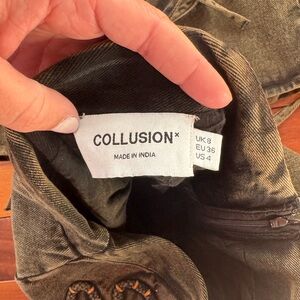 COLLUSION×
MADE IN INDIA
UK 8
EU 36
US 4